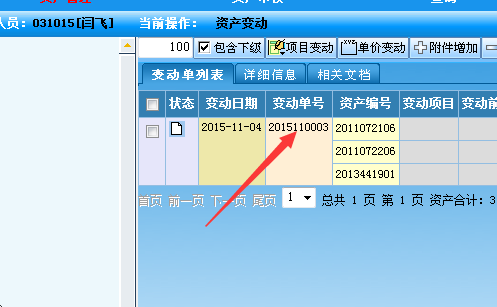 人员：031015[闫飞] 当前操作： 资产变动
100 包含下级 项目变动 单价变动 附件增加
变动单列表 详细信息 相关文档
状态 变动日期 变动单号 资产编号 变动项目 变动前
2015-11-04 2015110003 2011072106
2011072206
2013441901
首页 前一页 下一页 尾页 1 总共 1 页 第 1 页 资产合计：3